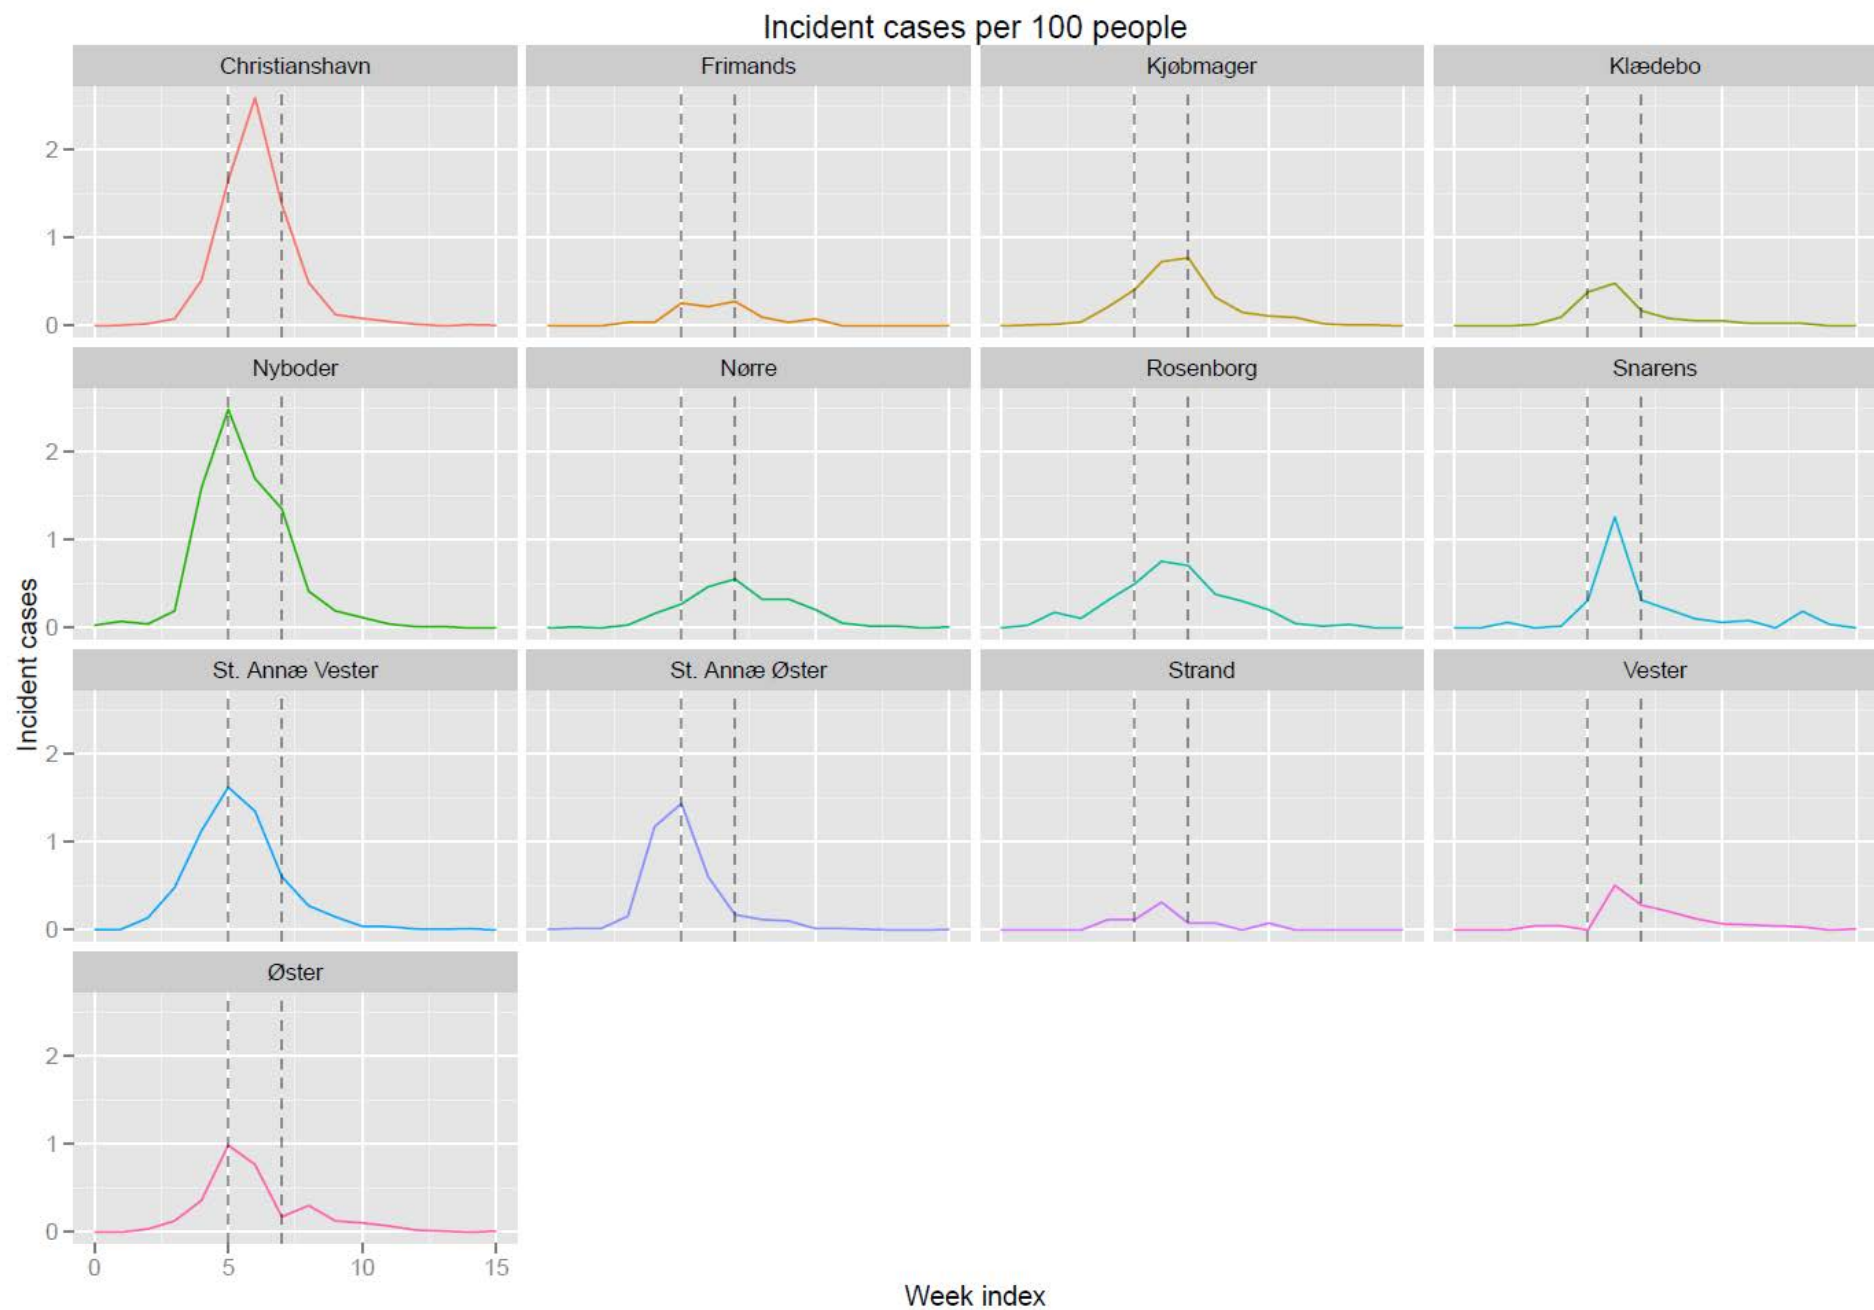 Incident cases per 100 people
Christianshavn
Frimands
Kjøbmager
Klædebo
2
1
0
Nyboder
Nørre
Rosenborg
Snarens
2
1
0
Incident cases
St. Annæ Vester
St. Annæ Øster
Strand
Vester
2
1
0
Øster
2
1
0
0
5
10
15
Week index